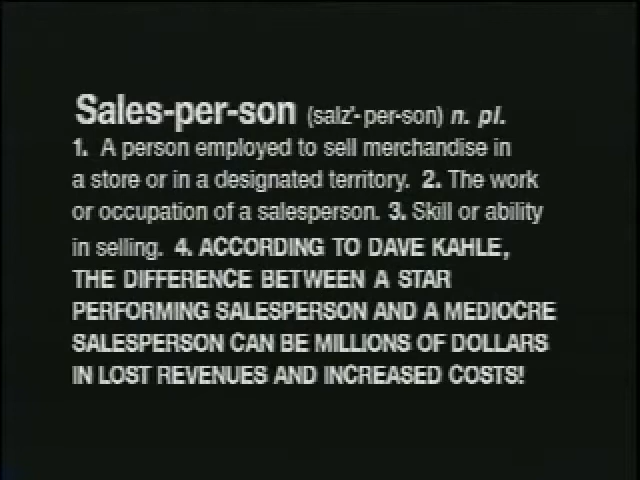 Sales-per-son (salz'-per-son) n. pl.
1. A person employed to sell merchandise in
a store or in a designated territory. 2. The work
or occupation of a salesperson. 3. Skill or ability
in selling. 4. ACCORDING TO DAVE KAHLE,
THE DIFFERENCE BETWEEN A STAR
PERFORMING SALESPERSON AND A MEDIOCRE
SALESPERSON CAN BE MILLIONS OF DOLLARS
IN LOST REVENUES AND INCREASED COSTS!